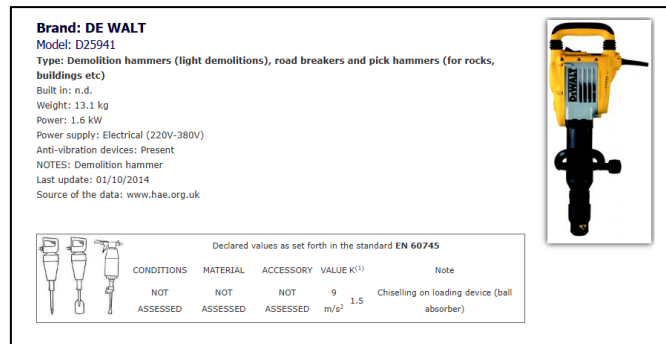 Brand: DE WALT
Model: D25941
Type: Demolition hammers (light demolitions), road breakers and pick hammers (for rocks,
buildings etc)
Built in: n.d.
Weight: 13.1 kg
Power: 1.6 kW
Power supply: Electrical (220V-380V)
Anti-vibration devices: Present
NOTES: Demolition hammer
Last update: 01/10/2014
Source of the data: www.hae.org.uk
DEWALT
Declared values as set forth in the standard EN 60745
CONDITIONS MATERIAL ACCESSORY VALUE K(1) Note
NOT NOT NOT 9 1.5 Chiselling on loading device (ball
ASSESSED ASSESSED ASSESSED m/s² absorber)